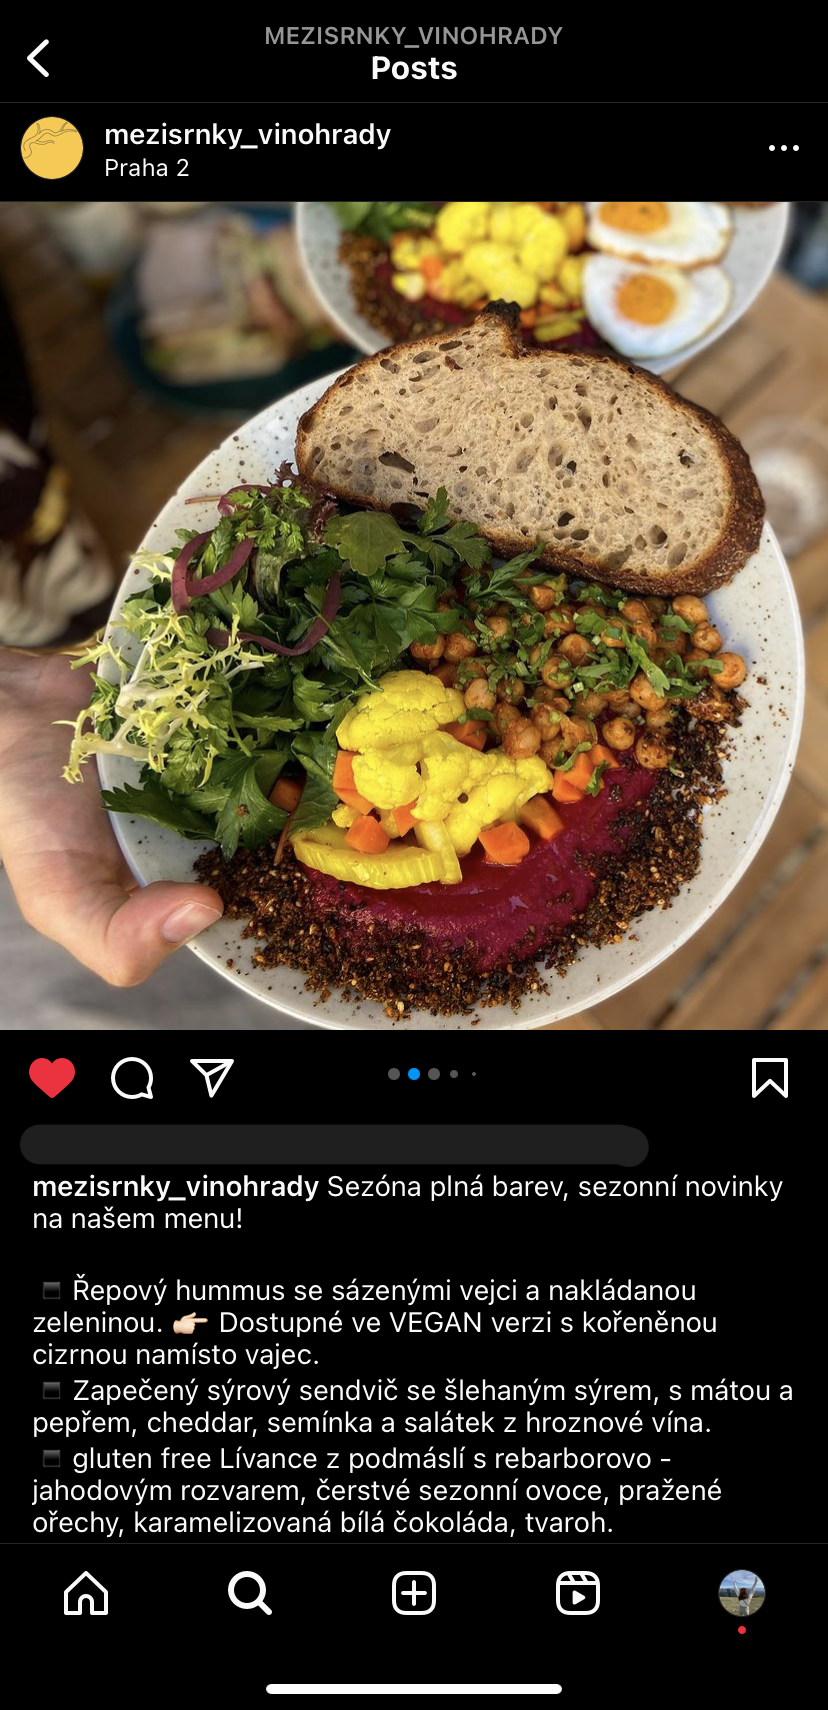 MEZISRNKY_VINOHRADY
Posts
mezisrnky_vinohrady
Praha 2
mezisrnky_vinohrady Sezóna plná barev, sezonní novinky
na našem menu!
◾ Řepový hummus se sázenými vejci a nakládanou
zeleninou. 👉🏻 Dostupné ve VEGAN verzi s kořeněnou
cizrnou namísto vajec.
◾ Zapečený sýrový sendvič se šlehaným sýrem, s mátou a
pepřem, cheddar, semínka a salátek z hroznové vína.
◾ gluten free Lívance z podmáslí s rebarborovo -
jahodovým rozvarem, čerstvé sezonní ovoce, pražené
ořechy, karamelizovaná bílá čokoláda, tvaroh.